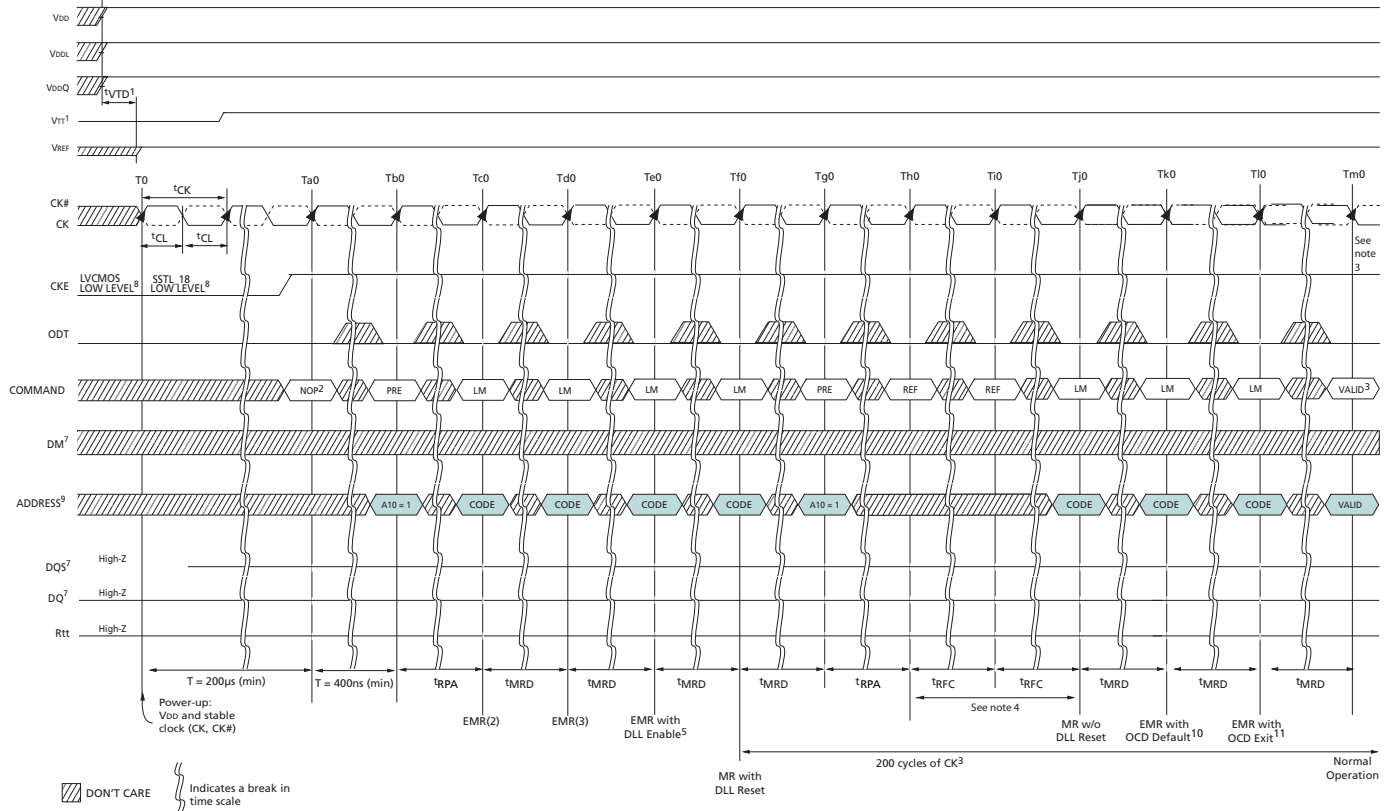 VDD
VDDL
VDDQ
tVTD1
VTT1
VREF
T0 Ta0 Tb0 Tc0 Td0 Te0 Tf0 Tg0 Th0 Ti0 Tj0 Tk0 Tl0 Tm0
tCK
CK#
CK
tCL tCL
See
note
3
LVCMOS
LOW LEVEL8
SSTL_18
LOW LEVEL8
CKE
ODT
COMMAND NOP2 PRE LM LM LM LM PRE REF REF LM LM LM VALID3
DM7
ADDRESS9 A10 = 1 CODE CODE CODE CODE A10 = 1 CODE CODE CODE VALID
DQS7 High-Z
DQ7 High-Z
Rtt High-Z
T = 200µs (min) T = 400ns (min) tRPA tMRD tMRD tMRD tMRD tRPA tRFC tRFC tMRD tMRD tMRD
See note 4
Power-up:
VDD and stable
clock (CK, CK#)
EMR(2)
EMR(3)
EMR with
DLL Enable5
MR w/o
DLL Reset
EMR with
OCD Default10
EMR with
OCD Exit11
200 cycles of CK3
Normal
Operation
MR with
DLL Reset
DON'T CARE
Indicates a break in
time scale